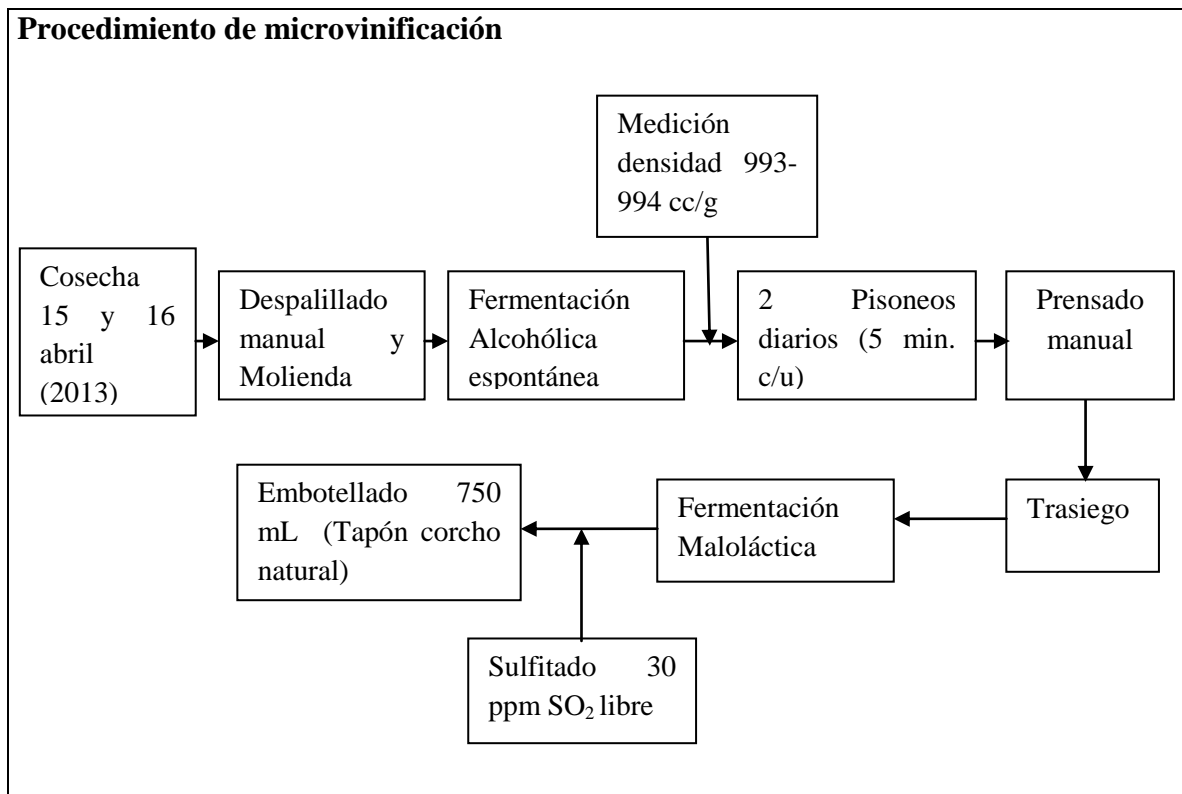 Procedimiento de microvinificación
Medición
densidad 993-
994 cc/g
Cosecha
15 y 16
abril
(2013)
Despalillado
manual y
Molienda
Fermentación
Alcohólica
espontánea
2 Pisoneos
diarios (5 min.
c/u)
Prensado
manual
Embotellado 750
mL (Tapón corcho
natural)
Fermentación
Maloláctica
Trasiego
Sulfitado 30
ppm SO₂ libre